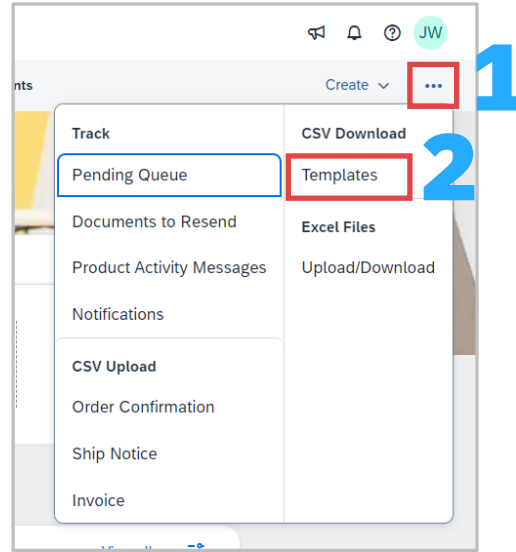 JW
nts
Create
1
Track
Pending Queue
Documents to Resend
Product Activity Messages
Notifications
CSV Upload
Order Confirmation
Ship Notice
Invoice
CSV Download
Templates
2
Excel Files
Upload/Download